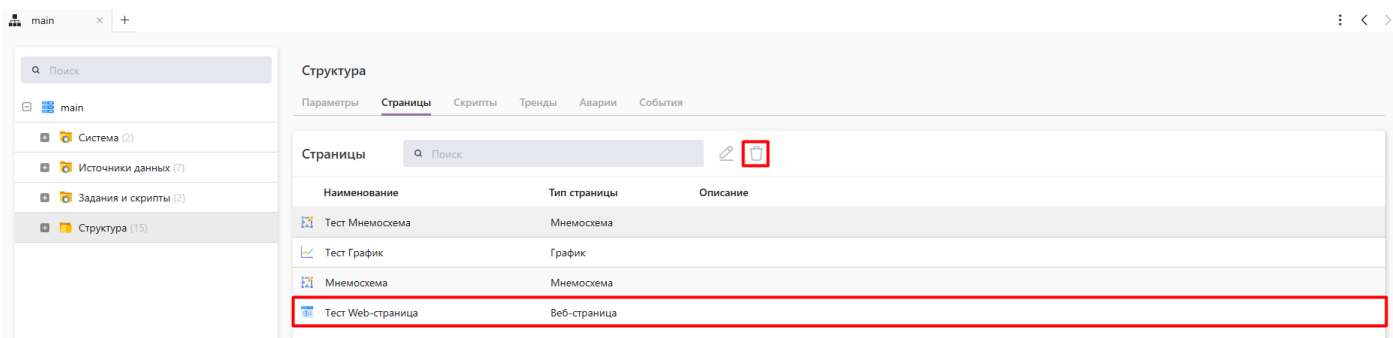 main × +
Поиск
main
Система (2)
Источники данных (7)
Задания и скрипты (2)
Структура (15)
Структура
Параметры Страницы Скрипты Тренды Аварии События
Страницы Поиск
Наименование Тип страницы Описание
Тест Мнемосхема Мнемосхема
Тест График График
Мнемосхема Мнемосхема
Тест Web-страница Веб-страница